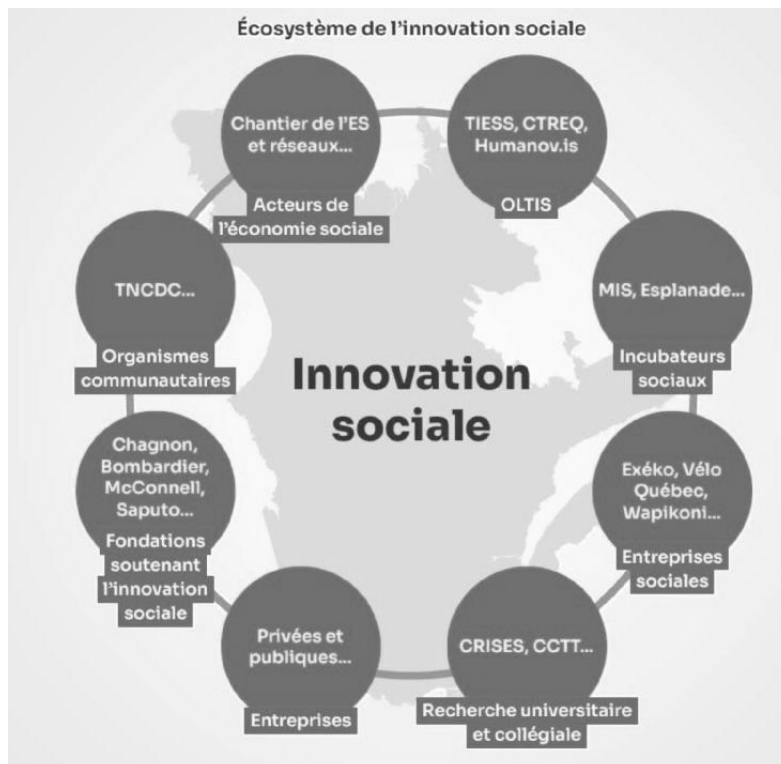 Écosystème de l'innovation sociale
Chantier de l'ES
et réseaux...
Acteurs de
l'économie sociale
TIESS, CTREQ,
Humanov.is
OLTIS
MIS, Esplanade...
Incubateurs
sociaux
Exéko, Vélo
Québec,
Wapikoni...
Entreprises
sociales
CRISES, CCTT...
Recherche universitaire
et collégiale
Privées et
publiques...
Entreprises
Chagnon,
Bombardier,
McConnell,
Saputo...
Fondations
soutenant
l'innovation
sociale
TNCDC...
Organismes
communautaires
Innovation
sociale